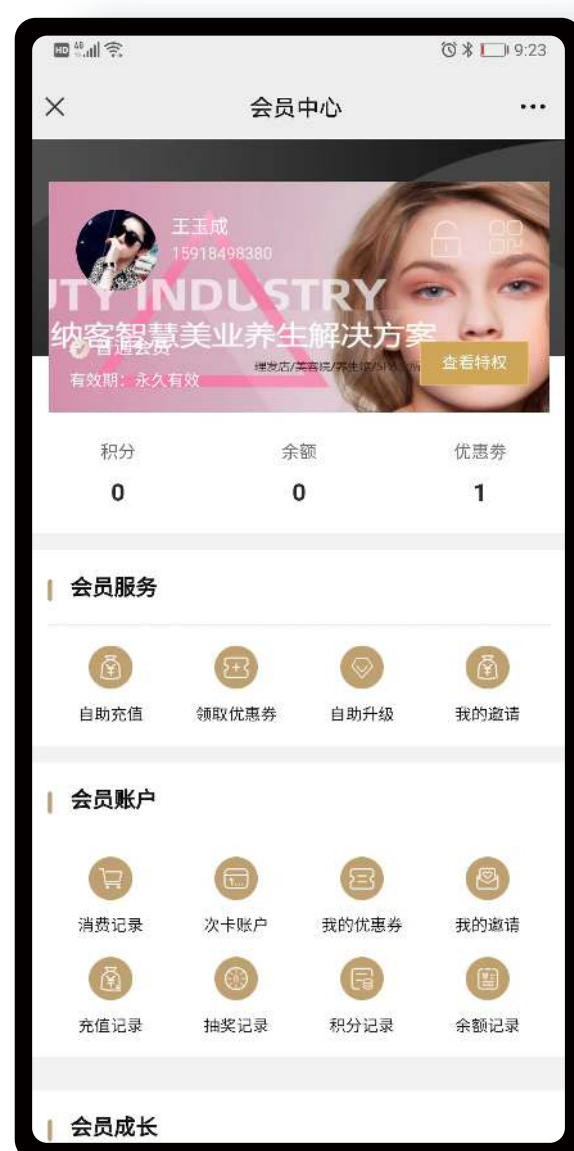 HD 46 9:23
会员中心
王玉成
15918498380
UTY INDUSTRY
纳客智慧美业养生解决方案
普通会员
理发店/美容院/养生馆/SPA
查看特权
有效期：永久有效
积分 余额 优惠券
0 0 1
会员服务
自助充值 领取优惠券 自助升级 我的邀请
会员账户
消费记录 次卡账户 我的优惠券 我的邀请
充值记录 抽奖记录 积分记录 余额记录
会员成长